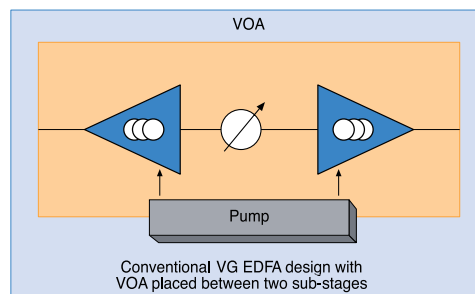 VOA
Pump
Conventional VG EDFA design with
VOA placed between two sub-stages